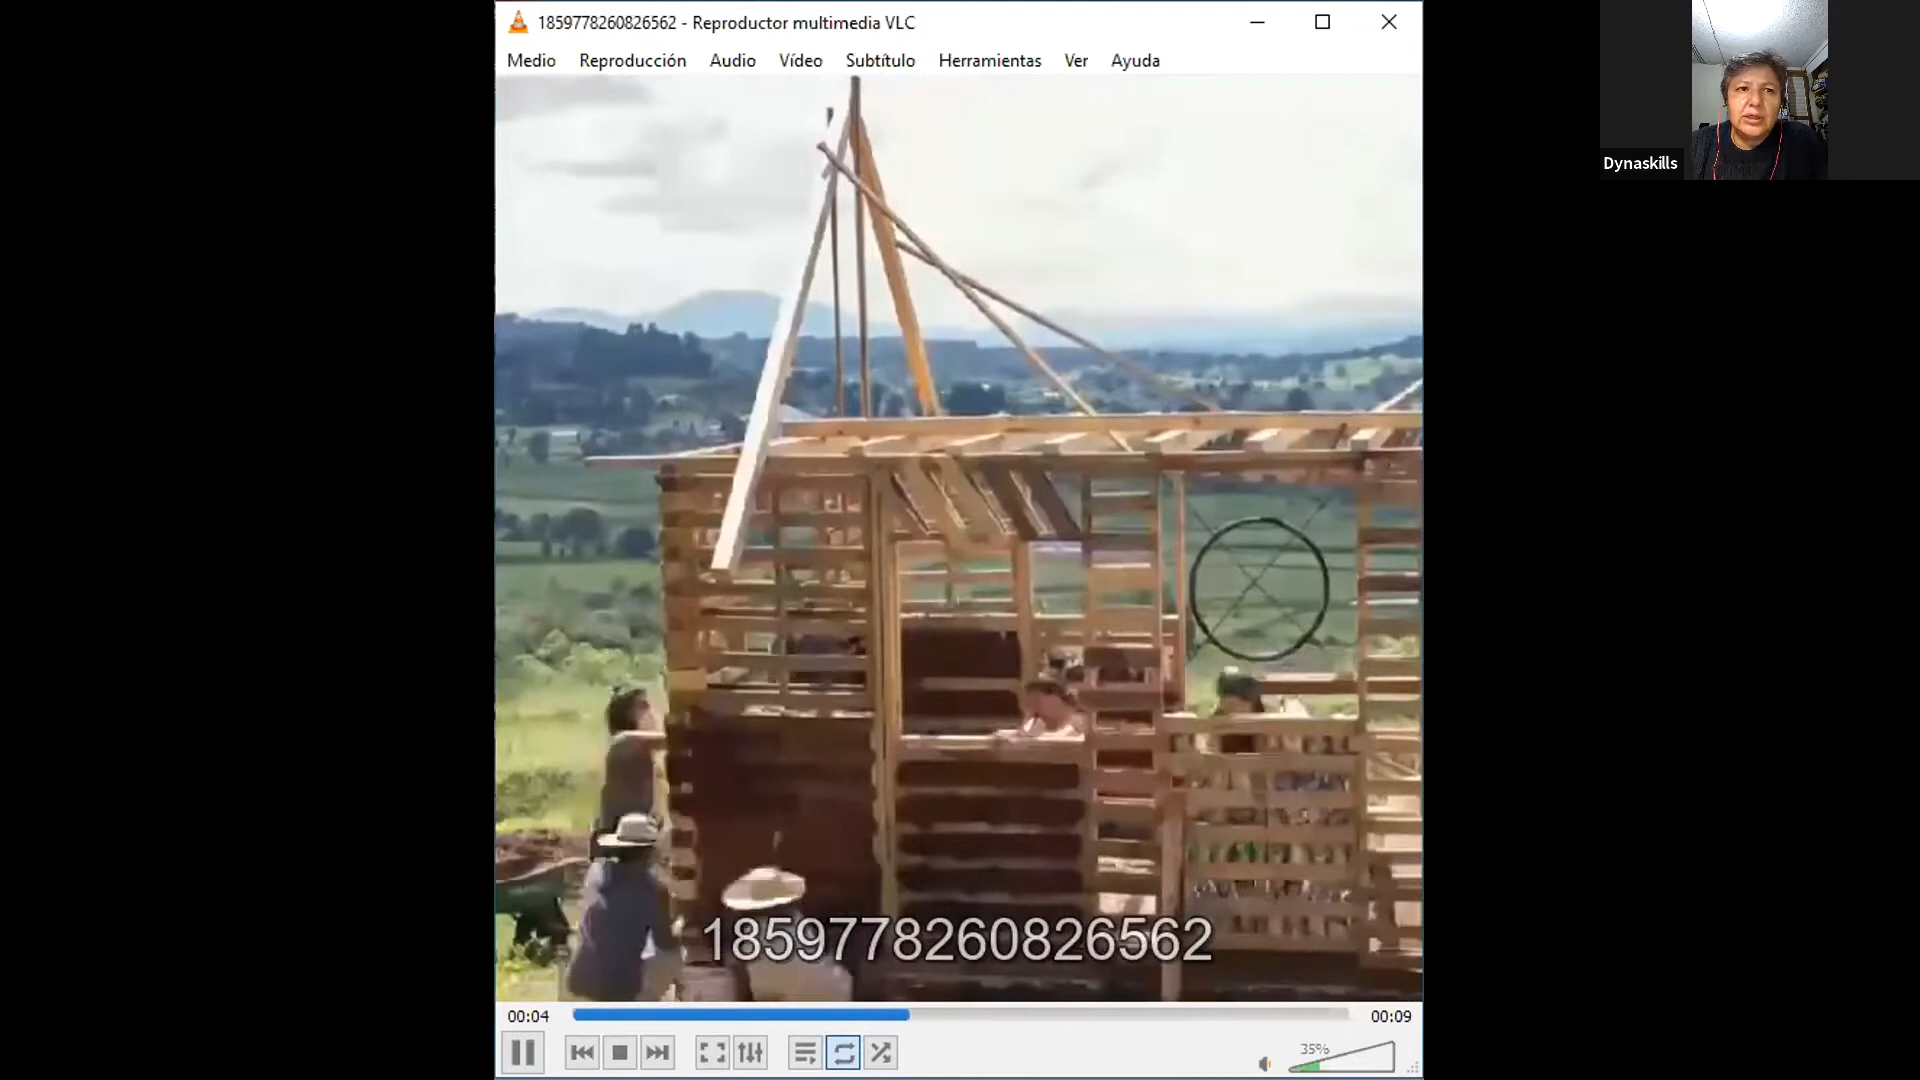 1859778260826562 - Reproductor multimedia VLC
Medio Reproducción Audio Vídeo Subtítulo Herramientas Ver Ayuda
Dynaskills
1859778260826562
00:04
00:09
35%